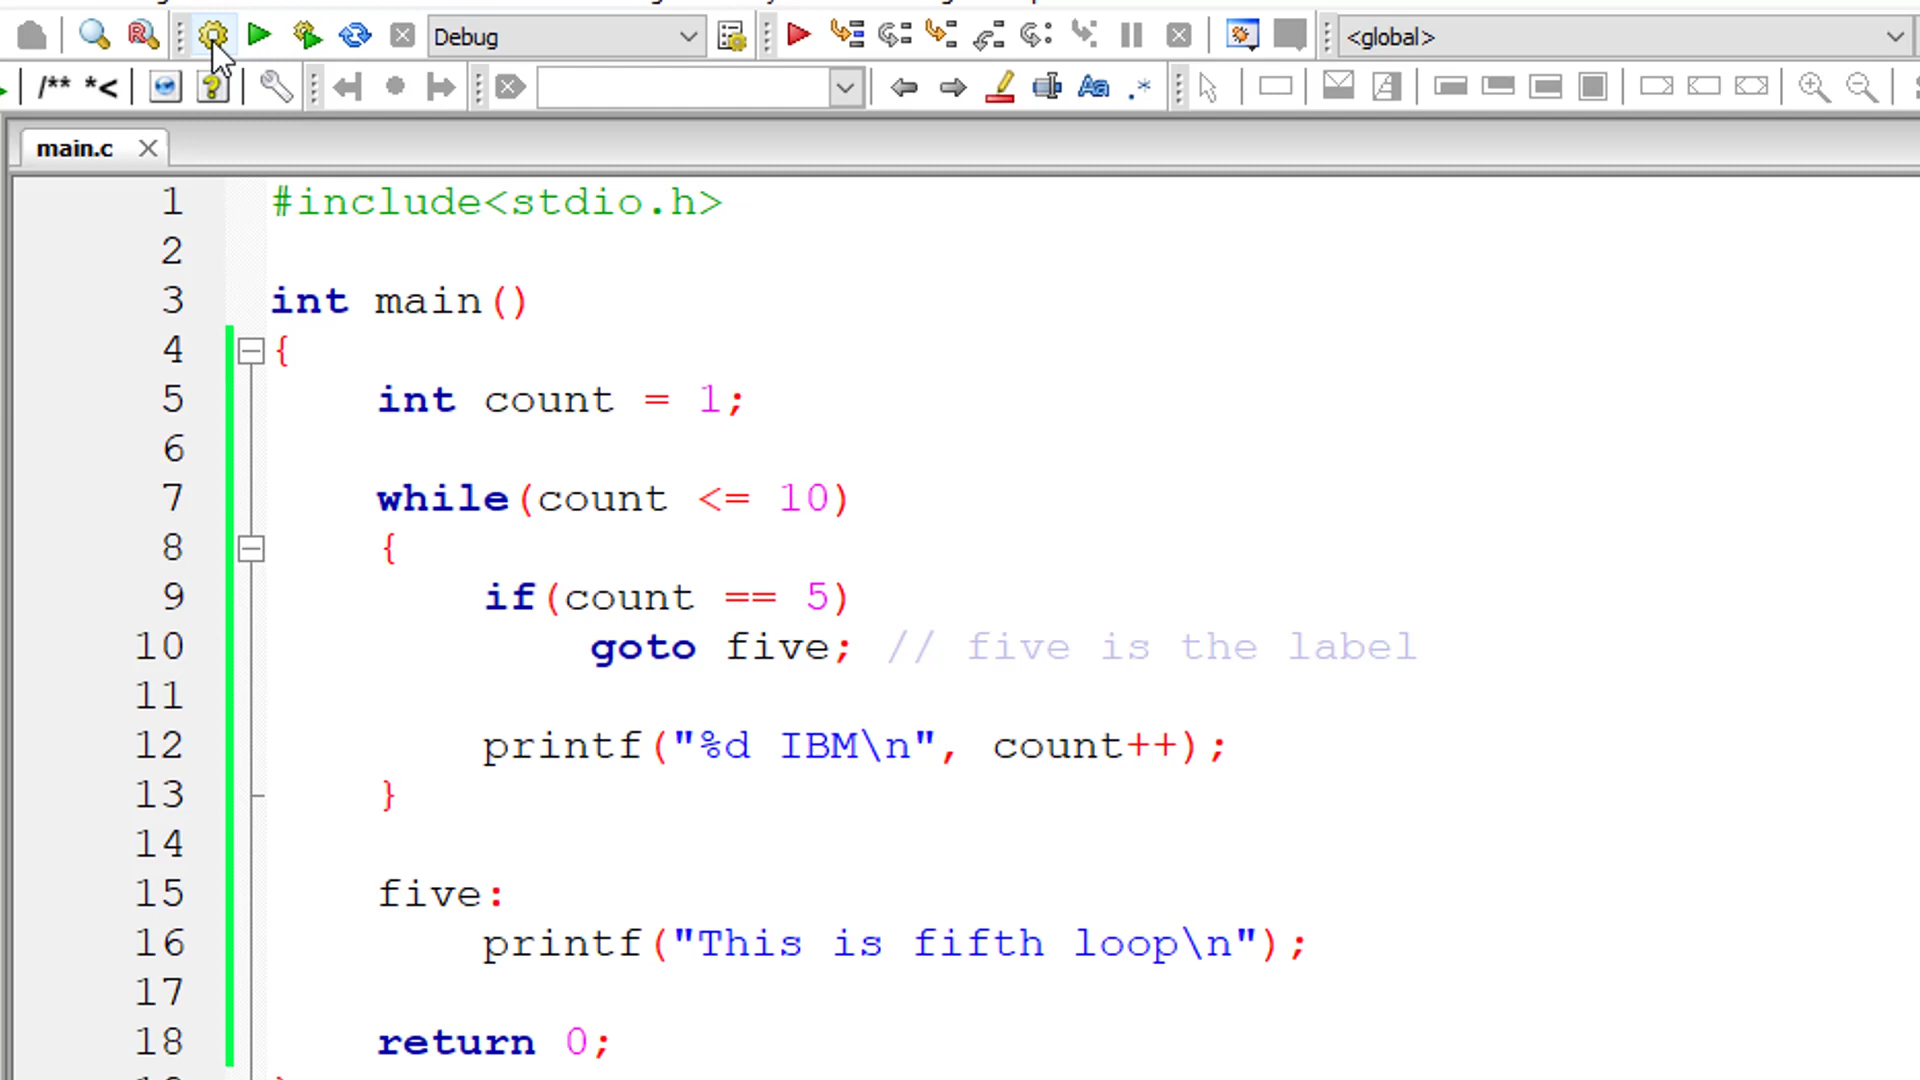 Debug
<global>
/** *<
Aa
.*
main.c
1 #include<stdio.h>
2
3 int main()
4 {
5 int count = 1;
6
7 while(count <= 10)
8 {
9 if(count == 5)
10 goto five; // five is the label
11
12 printf("%d IBM\n", count++);
13 }
14
15 five:
16 printf("This is fifth loop\n");
17
18 return 0;